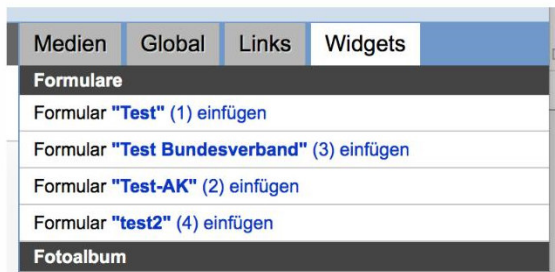 Medien Global Links Widgets
Formulare
Formular "Test" (1) einfügen
Formular "Test Bundesverband" (3) einfügen
Formular "Test-AK" (2) einfügen
Formular "test2" (4) einfügen
Fotoalbum